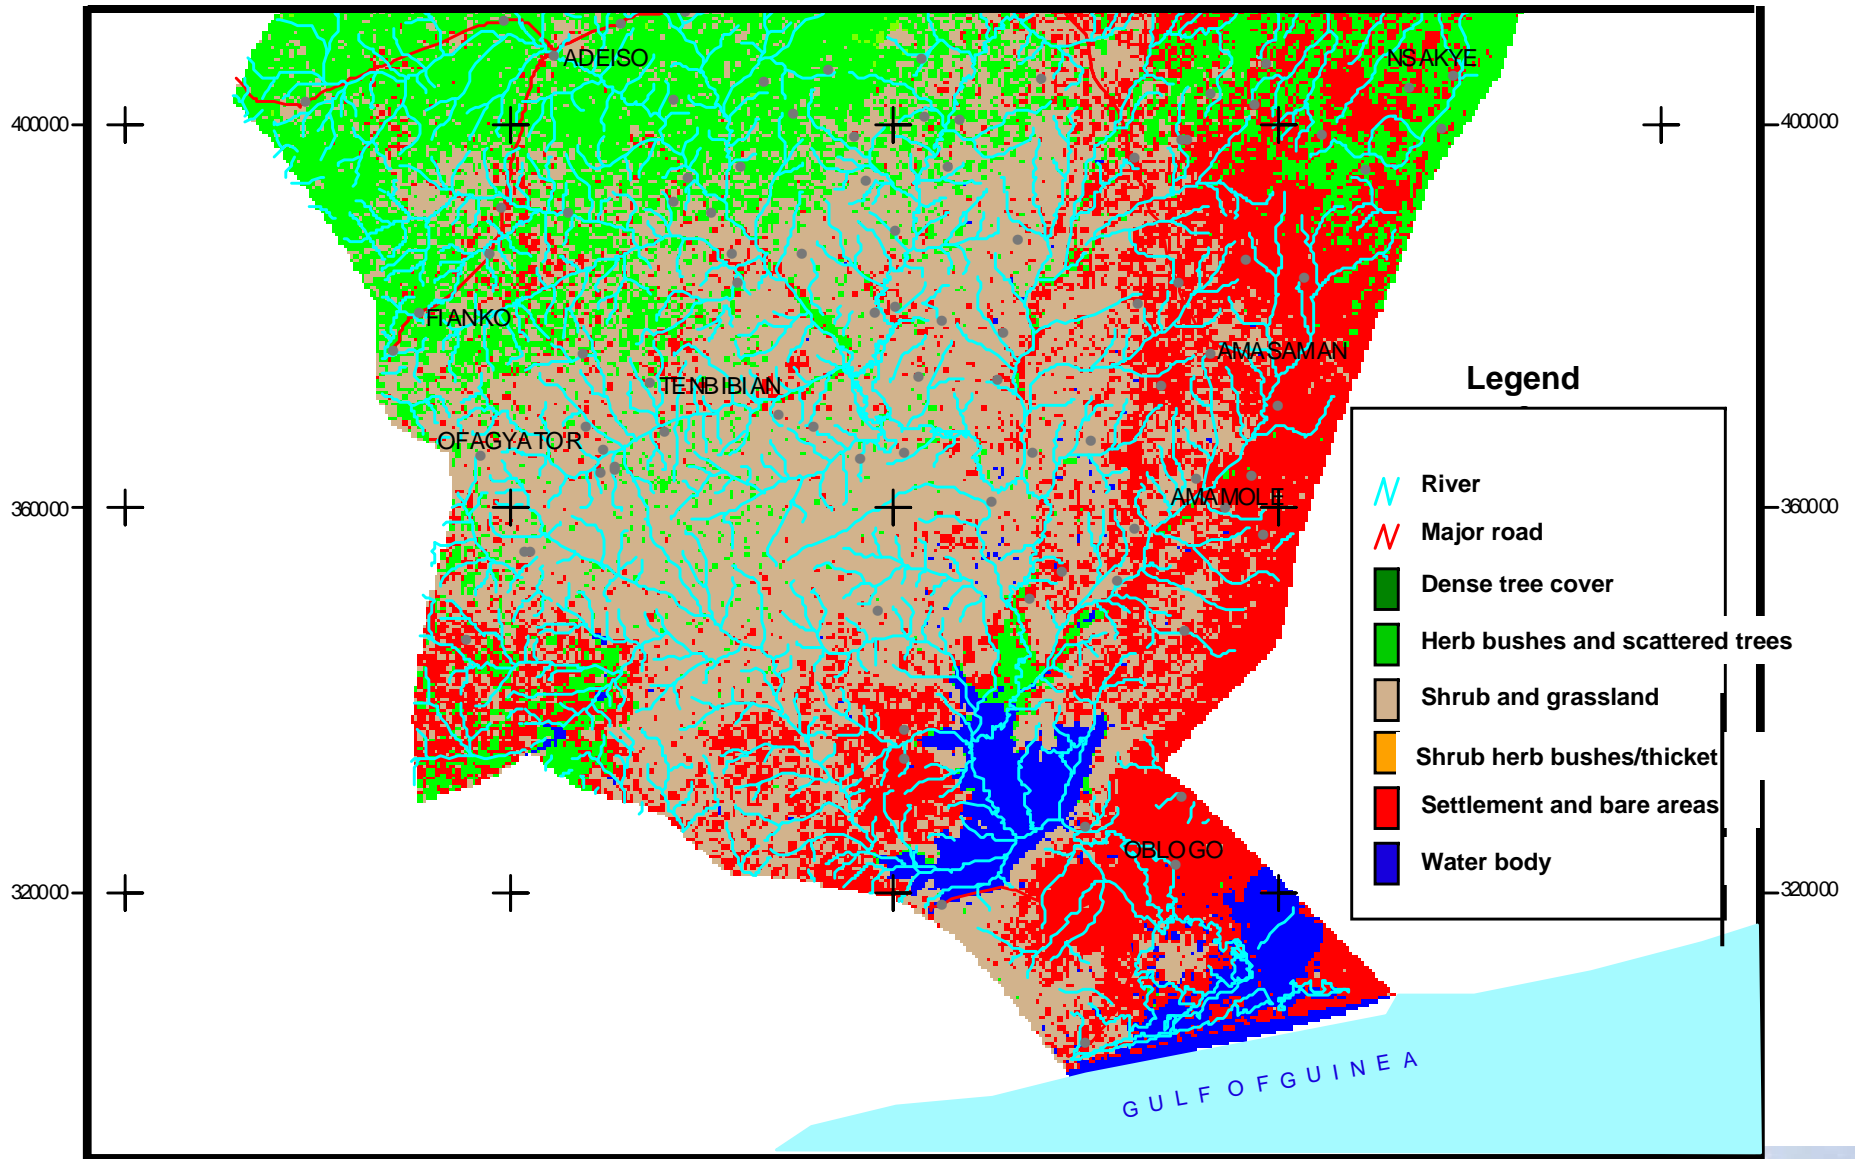 ADEISO
NSAKYE
400000
400000
FIANKO
AMASAMAN
TENBIBIAN
Legend
OFAGYATOR
AMAMOLE
360000
360000
River
Major road
Dense tree cover
Herb bushes and scattered trees
Shrub and grassland
Shrub herb bushes/thicket
Settlement and bare areas
Water body
OBLOGO
320000
320000
GULF OF GUINEA